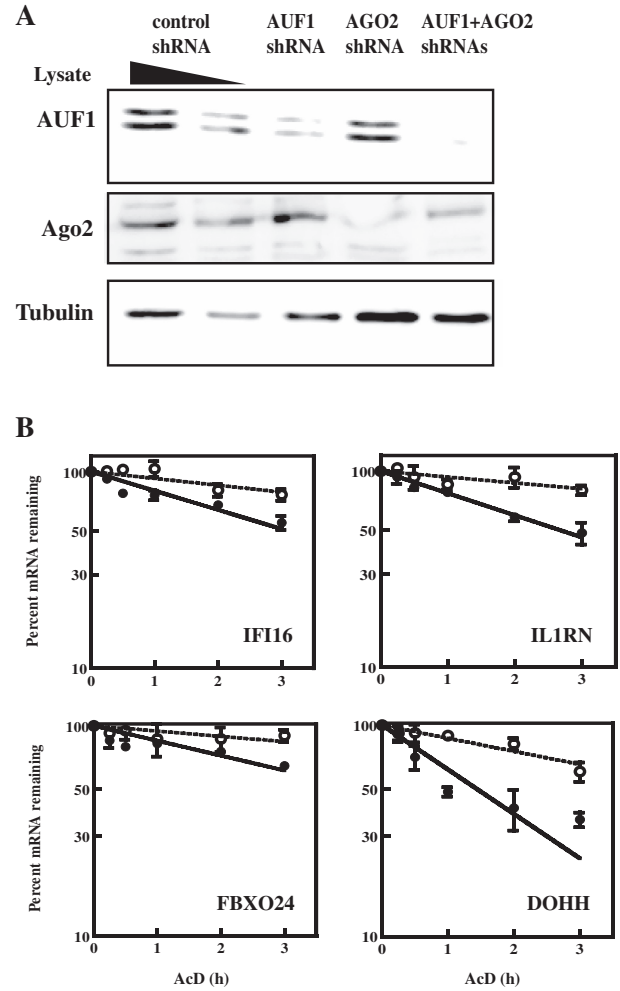 A
control shRNA
AUF1 shRNA
AGO2 shRNA
AUF1+AGO2 shRNAs
Lysate
AUF1
Ago2
Tubulin
B
Percent mRNA remaining
100
50
30
10
0 1 2 3
IFI16
100
50
30
10
0 1 2 3
IL1RN
Percent mRNA remaining
100
50
30
10
0 1 2 3
FBXO24
AcD (h)
100
50
30
10
0 1 2 3
DOHH
AcD (h)